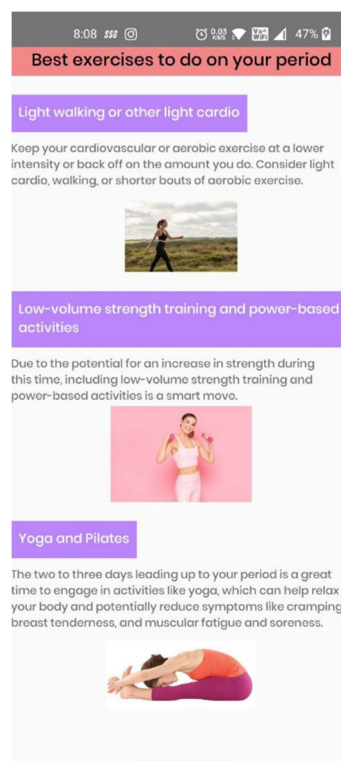 8:08 SSG
0.03 KB/S Vo+ WiFi 47%
Best exercises to do on your period
Light walking or other light cardio
Keep your cardiovascular or aerobic exercise at a lower
intensity or back off on the amount you do. Consider light
cardio, walking, or shorter bouts of aerobic exercise.
Low-volume strength training and power-based
activities
Due to the potential for an increase in strength during
this time, including low-volume strength training and
power-based activities is a smart move.
Yoga and Pilates
The two to three days leading up to your period is a great
time to engage in activities like yoga, which can help relax
your body and potentially reduce symptoms like cramping
breast tenderness, and muscular fatigue and soreness.